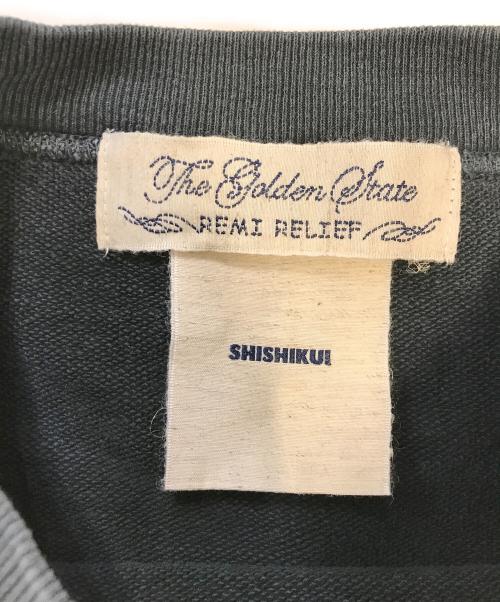 The Golden State
REMI RELIEF
SHISHIKUI